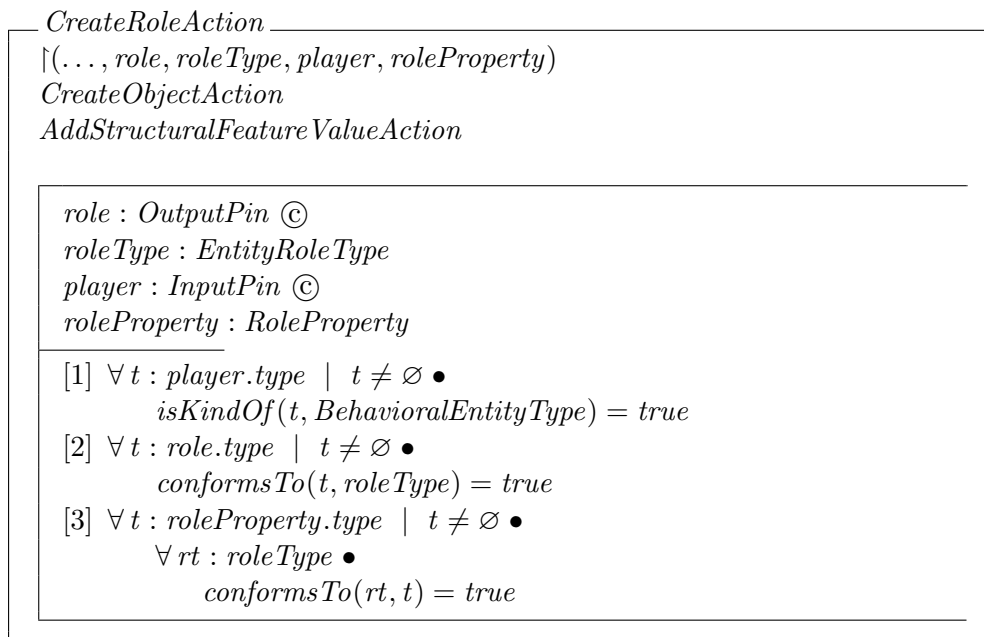 CreateRoleAction
↾(…, role, roleType, player, roleProperty)
CreateObjectAction
AddStructuralFeatureValueAction
role : OutputPin ©
roleType : EntityRoleType
player : InputPin ©
roleProperty : RoleProperty
[1] ∀ t : player.type | t ≠ ∅ •
isKindOf(t, BehavioralEntityType) = true
[2] ∀ t : role.type | t ≠ ∅ •
conformsTo(t, roleType) = true
[3] ∀ t : roleProperty.type | t ≠ ∅ •
∀ rt : roleType •
conformsTo(rt, t) = true